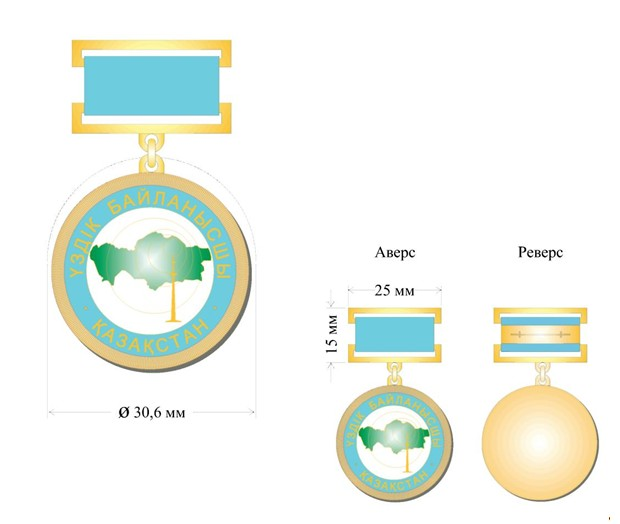 ҮЗДІК БАЙЛАНЫСШЫ
ҚАЗАҚСТАН
Ø 30,6 мм
Аверс
Реверс
25 мм
15 мм
ҮЗДІК БАЙЛАНЫСШЫ
ҚАЗАҚСТАН